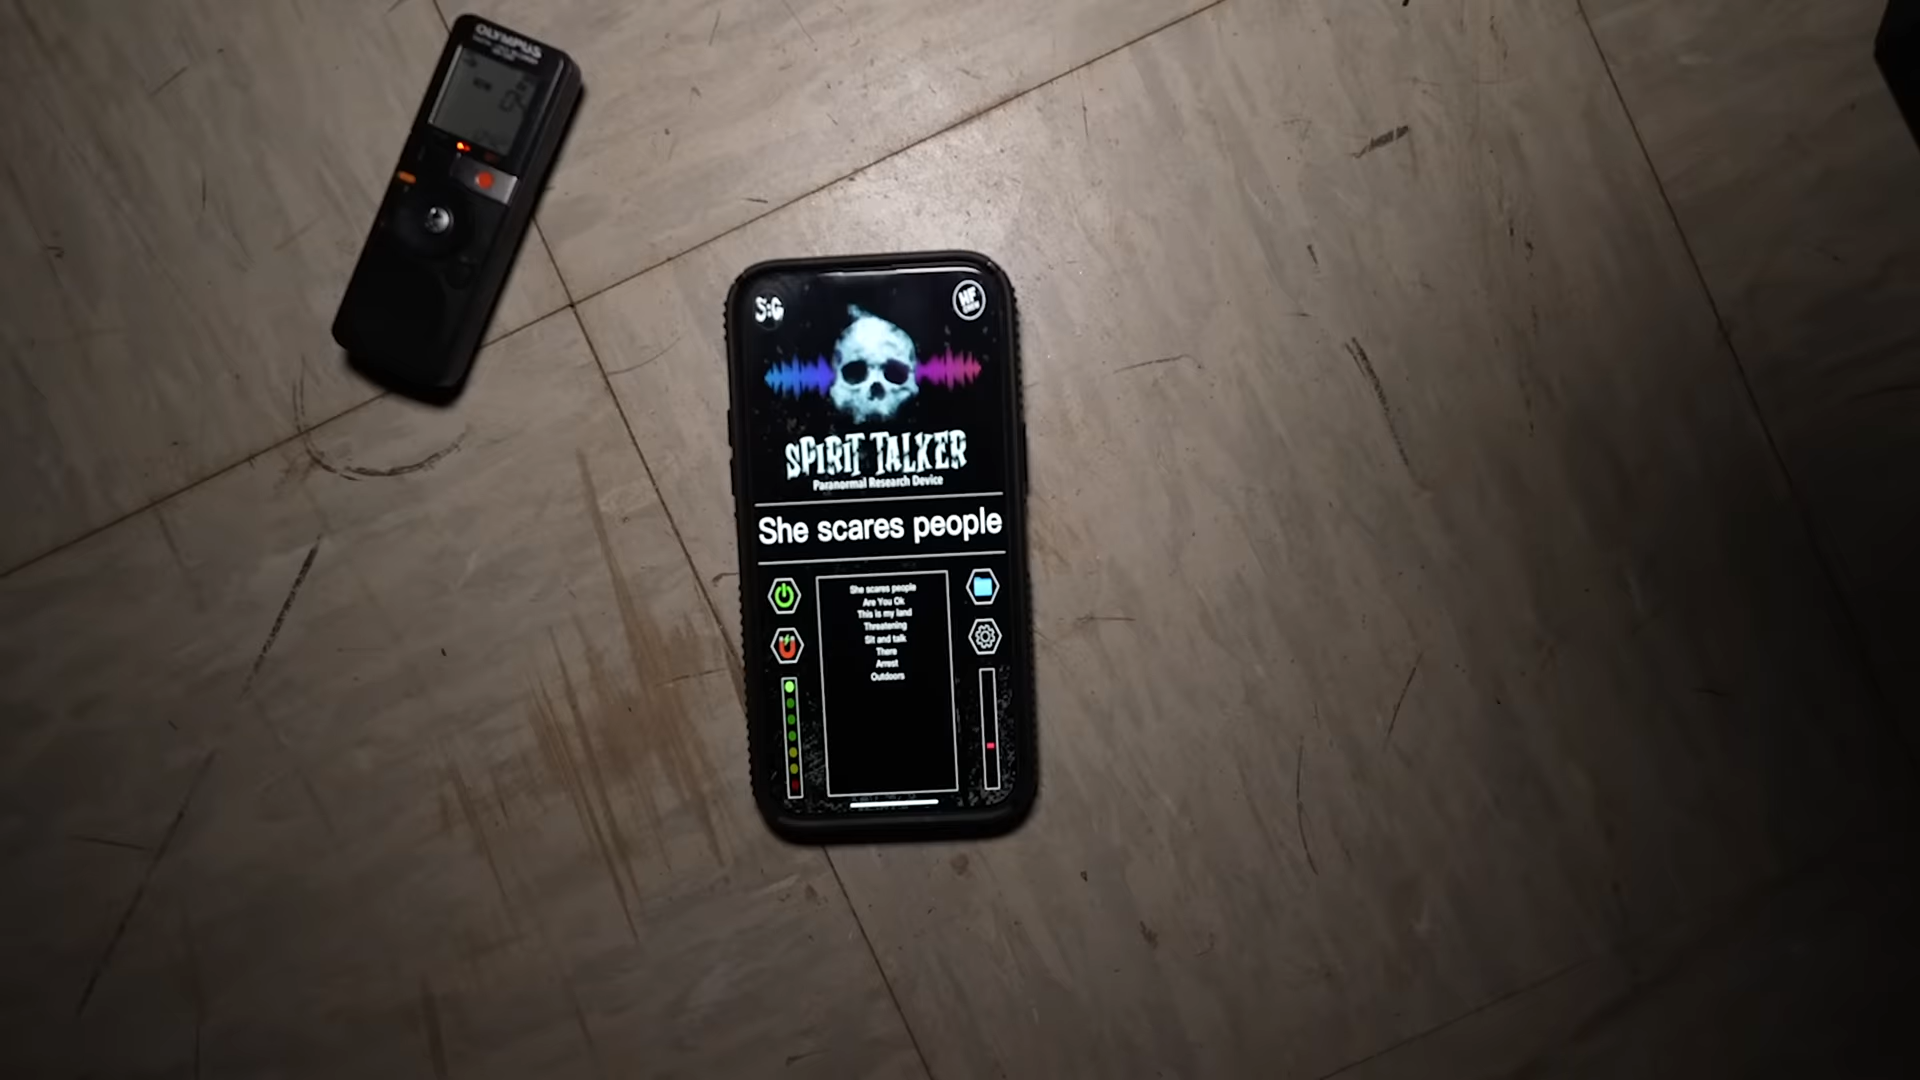 OLYMPUS
S:G
SPIRIT TALKER
Paranormal Research Device
She scares people
She scares people
Are You Ok
This is my land
Threatening
Sit and talk
There
Arrest
Outdoors